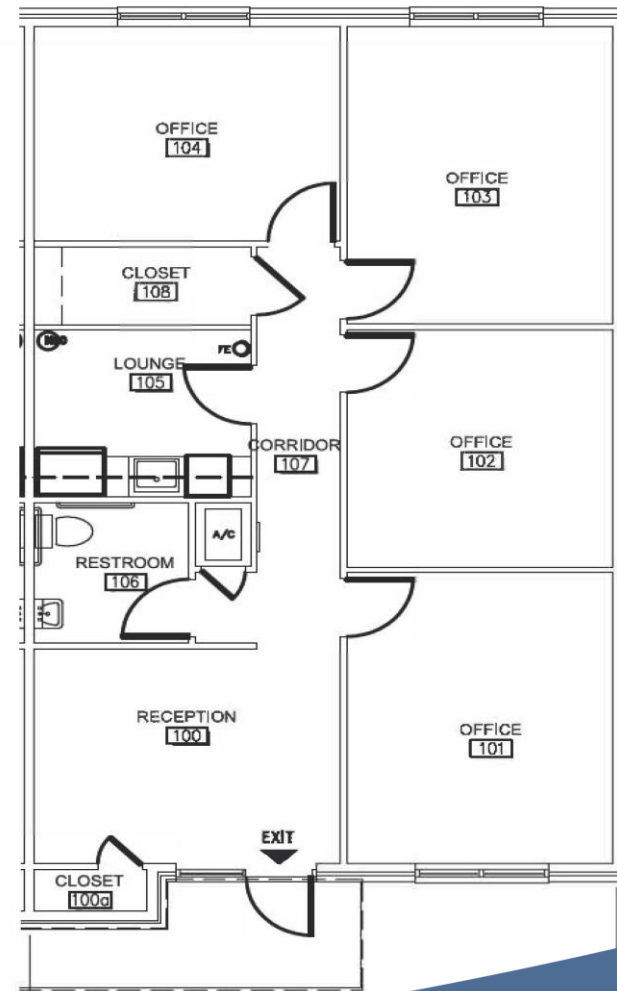 OFFICE
104
OFFICE
103
CLOSET
108
FE
LOUNGE
105
CORRIDOR
107
OFFICE
102
A/C
RESTROOM
106
RECEPTION
100
OFFICE
101
EXIT
CLOSET
100a